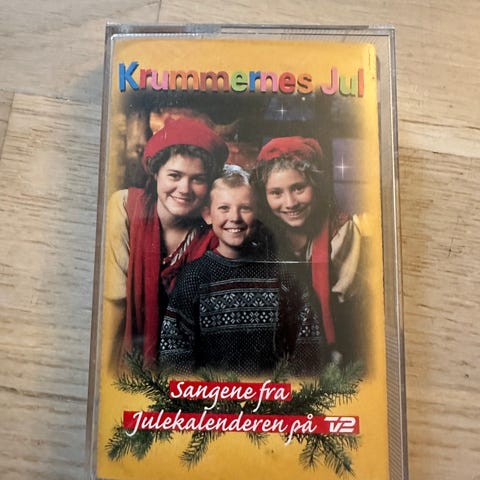 Krummernes Jul
Sangene fra
Julekalenderen på TV2